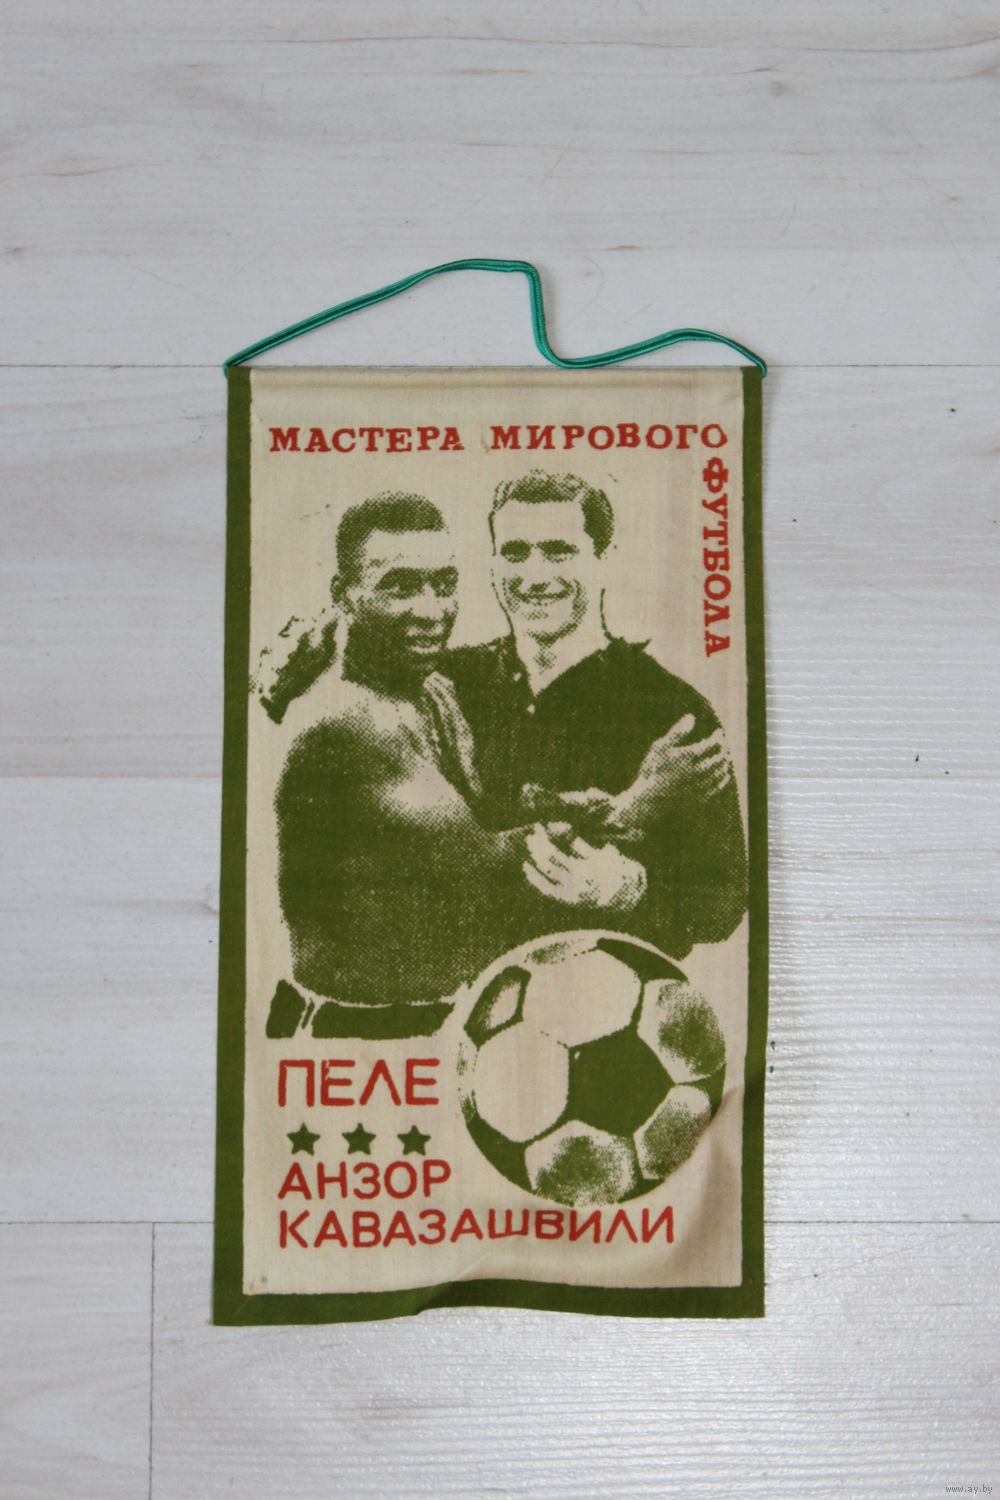 МАСТЕРА МИРОВОГО
ФУТБОЛА
ПЕЛЕ
АНЗОР
КАВАЗАШВИЛИ
www.ay.by